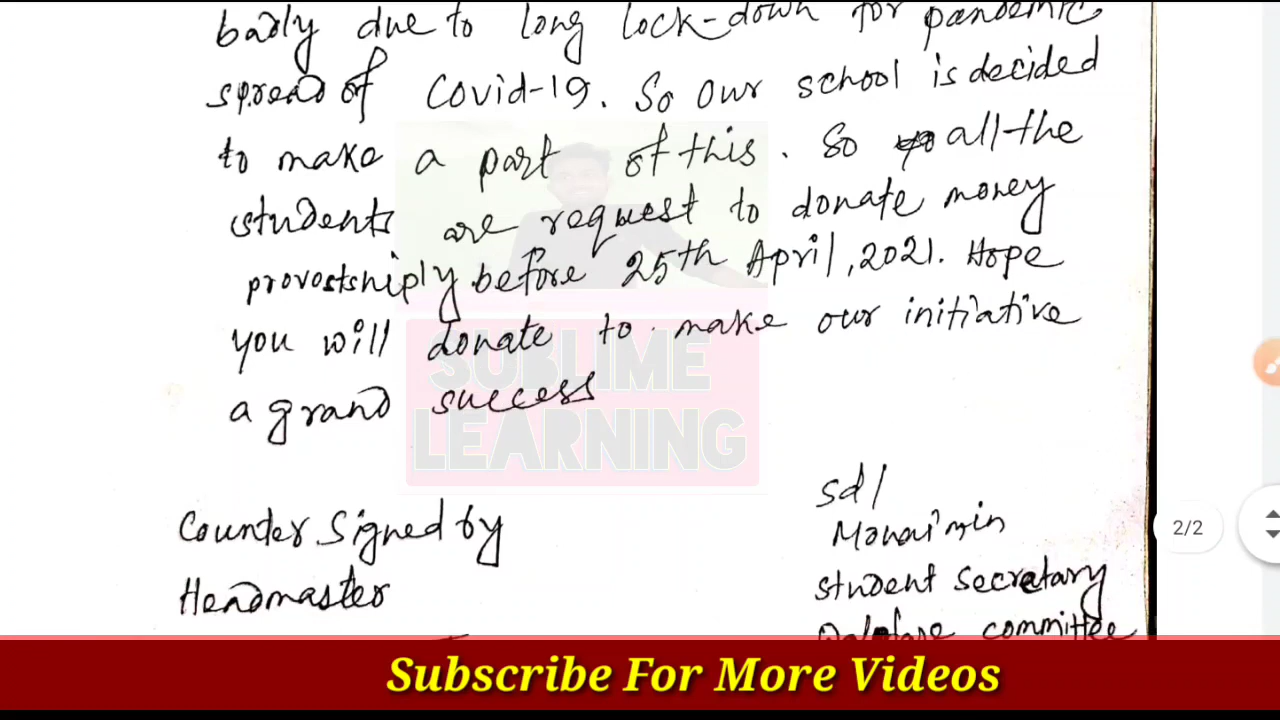 badly due to long lock-down for pandemic
spread of Covid-19. So our school is decided
to make a part of this. So all the
students are request to donate money
before 25th April, 2021. Hope
you will donate to make our initiative
a grand success
SUBLIME
LEARNING
Counter Signed by
Headmaster
sd/
student secretary
committee
2/2
Subscribe For More Videos